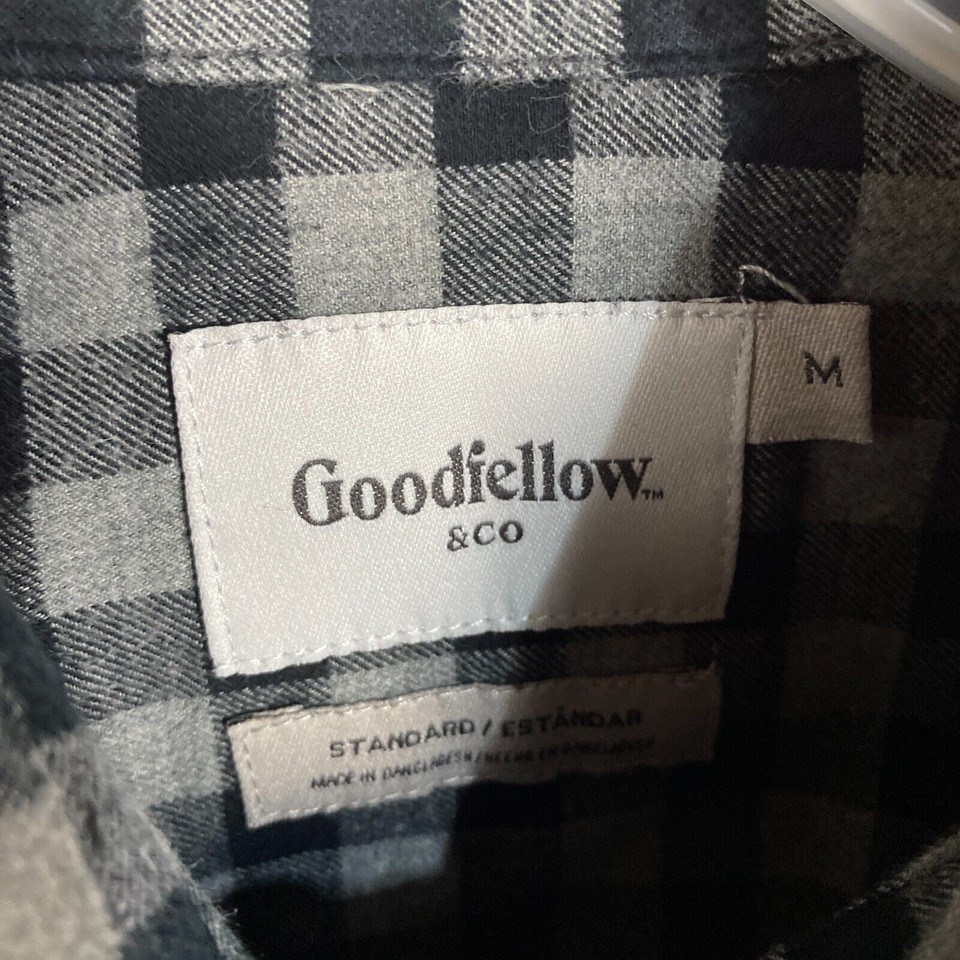 Goodfellow™
&CO
M
STANDARD / ESTÁNDAR
MADE IN BANGLADESH / HECHO EN BANGLADESH